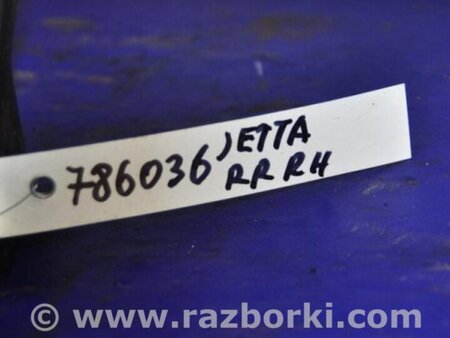 786036 JETTA
RR RH
© www.razborki.com